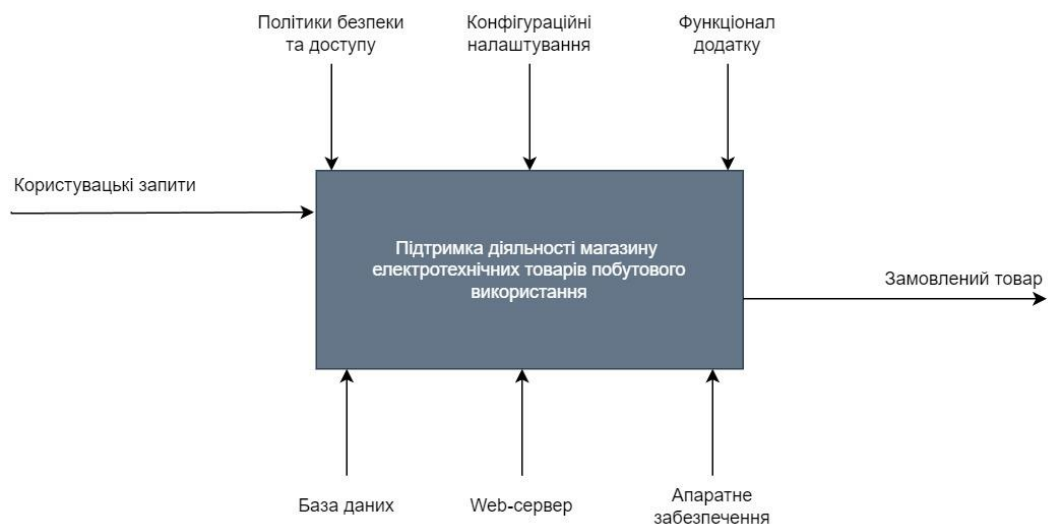 Політики безпеки
та доступу
Конфігураційні
налаштування
Функціонал
додатку
Користувацькі запити
Підтримка діяльності магазину
електротехнічних товарів побутового
використання
Замовлений товар
База даних
Web-сервер
Апаратне
забезпечення